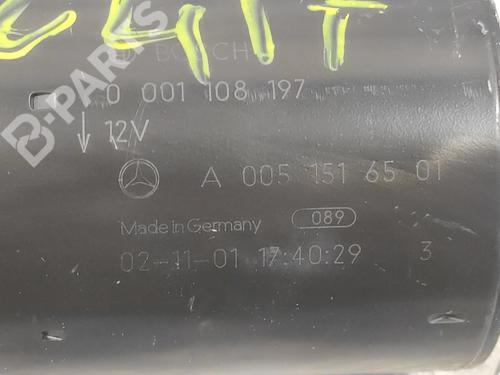 B-PARTS
BOSCH
0 001 108 197
12V
A 005 151 65 01
Made in Germany 089
02-11-01 17:40:29 3